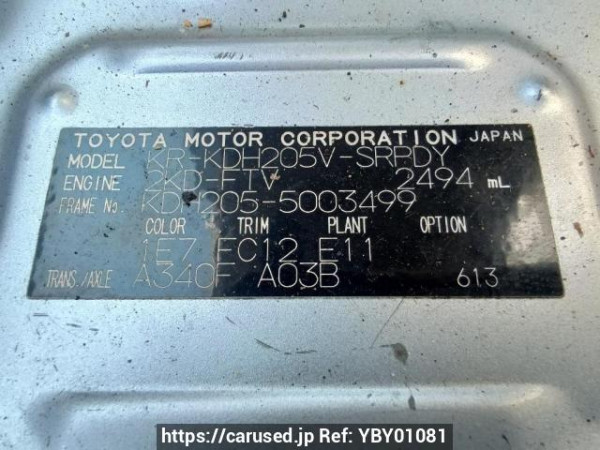 TOYOTA MOTOR CORPORATION JAPAN
MODEL KR-KDH205V-SRPDY
ENGINE 2KD-FTV 2494 mL
FRAME No. KDH205-5003499
COLOR TRIM PLANT OPTION
1E7 EC12 E11
TRANS./AXLE A340F A03B 613
https://carused.jp Ref: YBY01081